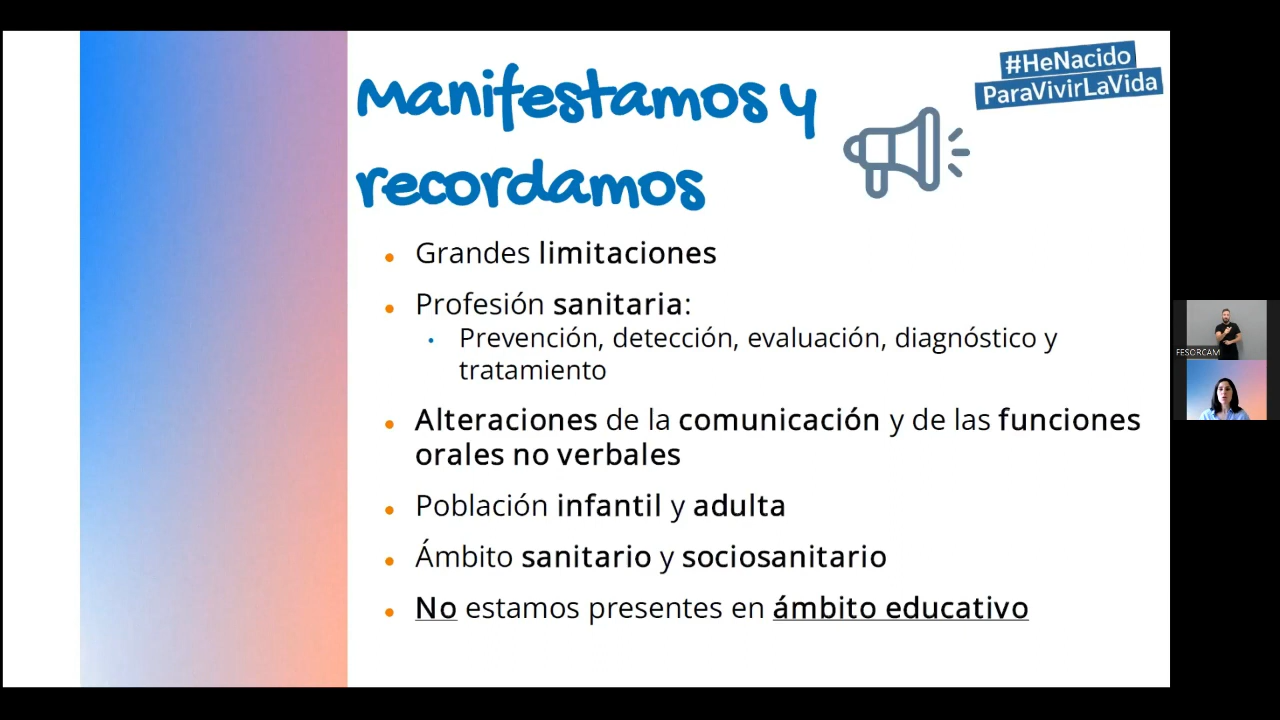 Manifestamos y
recordamos
#HeNacido
ParaVivirLaVida
• Grandes limitaciones
• Profesión sanitaria:
• Prevención, detección, evaluación, diagnóstico y
tratamiento
• Alteraciones de la comunicación y de las funciones
orales no verbales
• Población infantil y adulta
• Ámbito sanitario y sociosanitario
• No estamos presentes en ámbito educativo
FESORCAM